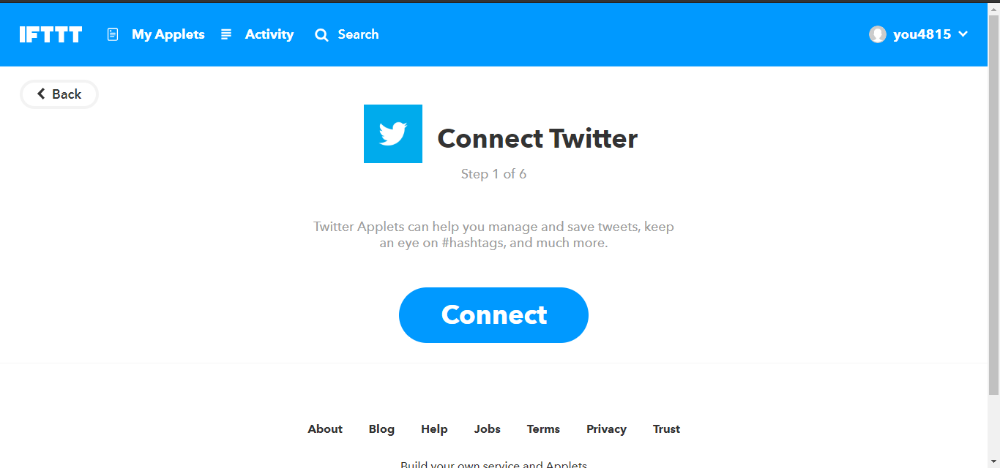 IFTTT My Applets Activity Search you4815
Back
Connect Twitter
Step 1 of 6
Twitter Applets can help you manage and save tweets, keep
an eye on #hashtags, and much more.
Connect
About Blog Help Jobs Terms Privacy Trust
Build your own service and Applets